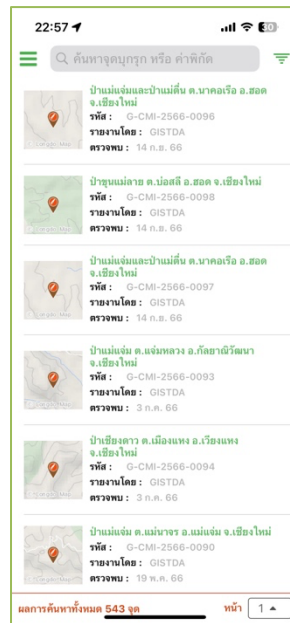 22:57
30
ค้นหาจุดบุกรุก หรือ ค่าพิกัด
ป่าแม่แจ่มและป่าแม่ตื่น ต.นาคอเรือ อ.ฮอด
จ.เชียงใหม่
รหัส : G-CMI-2566-0096
รายงานโดย : GISTDA
ตรวจพบ : 14 ก.ย. 66
ป่าขุนแม่ลาย ต.บ่อสลี อ.ฮอด จ.เชียงใหม่
รหัส : G-CMI-2566-0098
รายงานโดย : GISTDA
ตรวจพบ : 14 ก.ย. 66
ป่าแม่แจ่มและป่าแม่ตื่น ต.นาคอเรือ อ.ฮอด
จ.เชียงใหม่
รหัส : G-CMI-2566-0097
รายงานโดย : GISTDA
ตรวจพบ : 14 ก.ย. 66
ป่าแม่แจ่ม ต.แจ่มหลวง อ.กัลยาณิวัฒนา
จ.เชียงใหม่
รหัส : G-CMI-2566-0093
รายงานโดย : GISTDA
ตรวจพบ : 3 ก.ค. 66
ป่าเชียงดาว ต.เมืองแหง อ.เวียงแหง
จ.เชียงใหม่
รหัส : G-CMI-2566-0094
รายงานโดย : GISTDA
ตรวจพบ : 3 ก.ค. 66
ป่าแม่แจ่ม ต.แม่นาจร อ.แม่แจ่ม จ.เชียงใหม่
รหัส : G-CMI-2566-0090
รายงานโดย : GISTDA
ตรวจพบ : 19 พ.ค. 66
ผลการค้นหาทั้งหมด 543 จุด หน้า 1